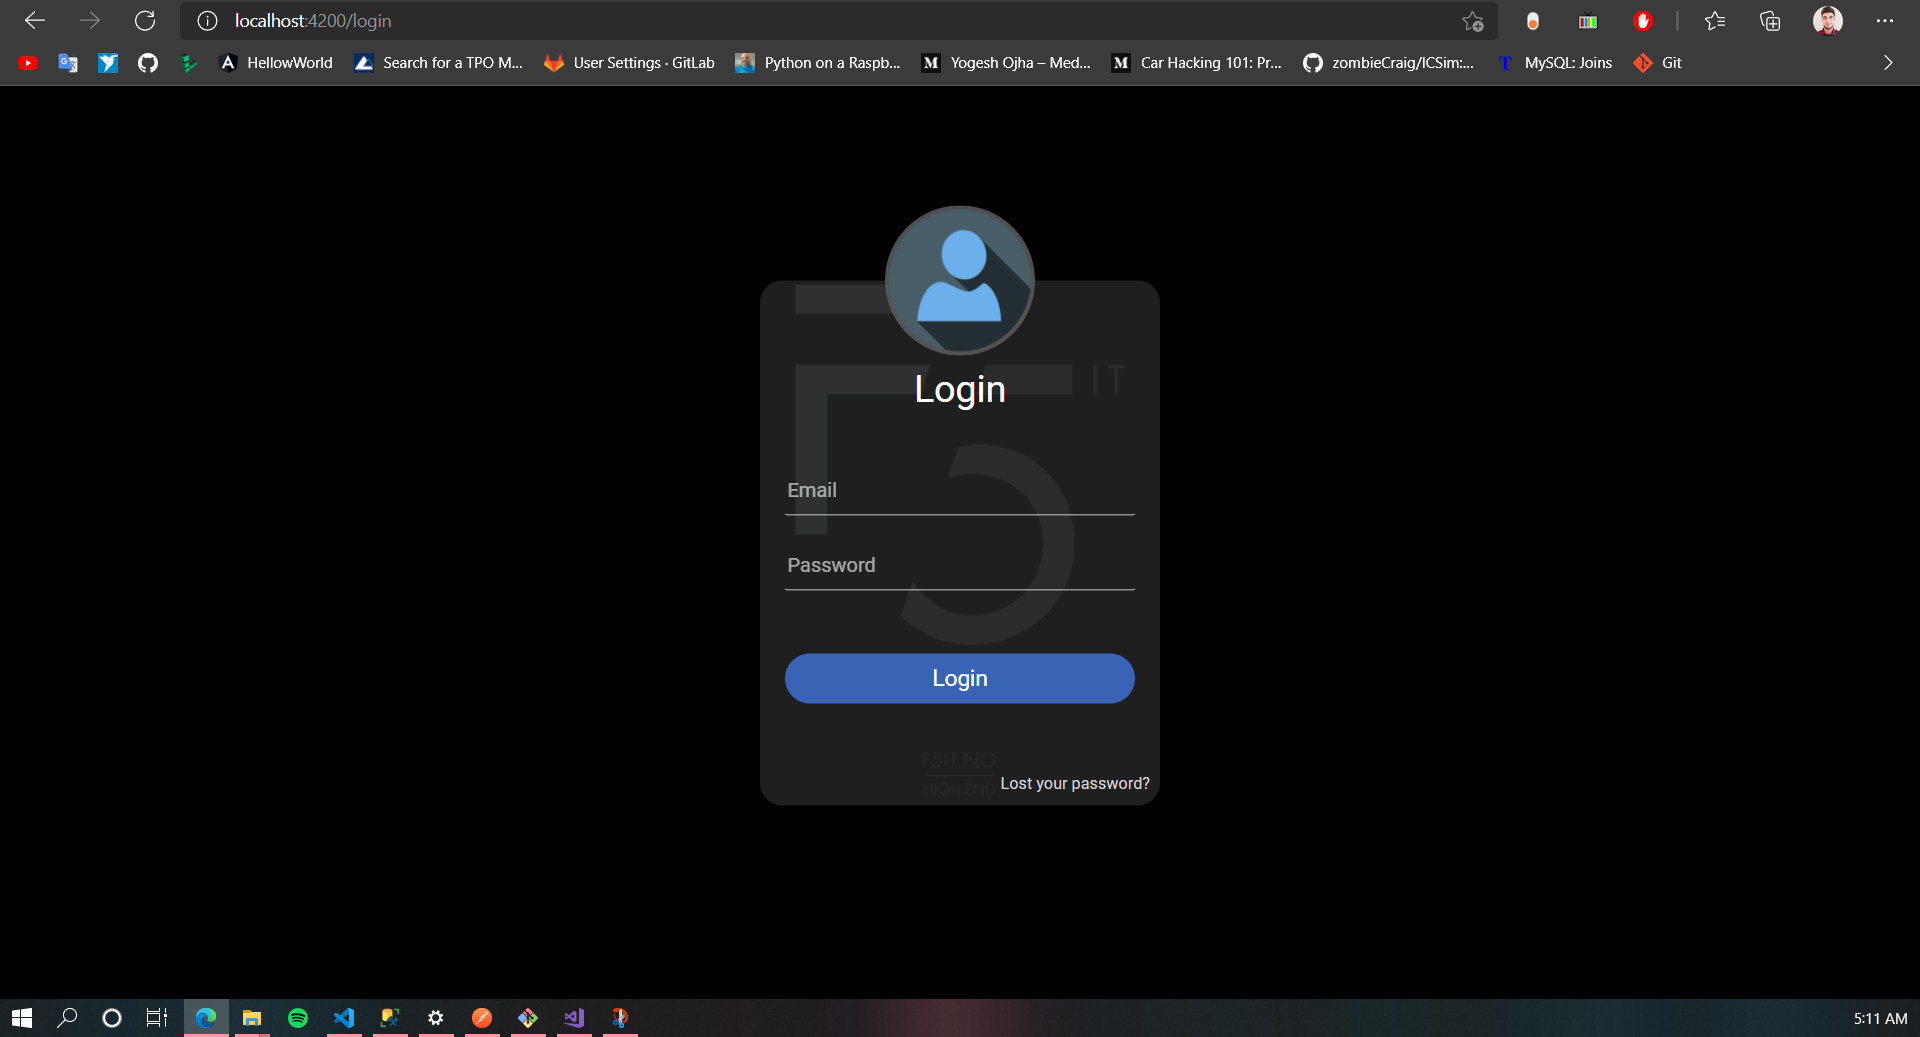 localhost:4200/login
HellowWorld
Search for a TPO M...
User Settings · GitLab
Python on a Raspb...
Yogesh Ojha – Med...
Car Hacking 101: Pr...
zombieCraig/ICSim:...
MySQL: Joins
Git
IT
Login
5
Email
Password
Login
F5IT.NO
HIGH END
Lost your password?
5:11 AM